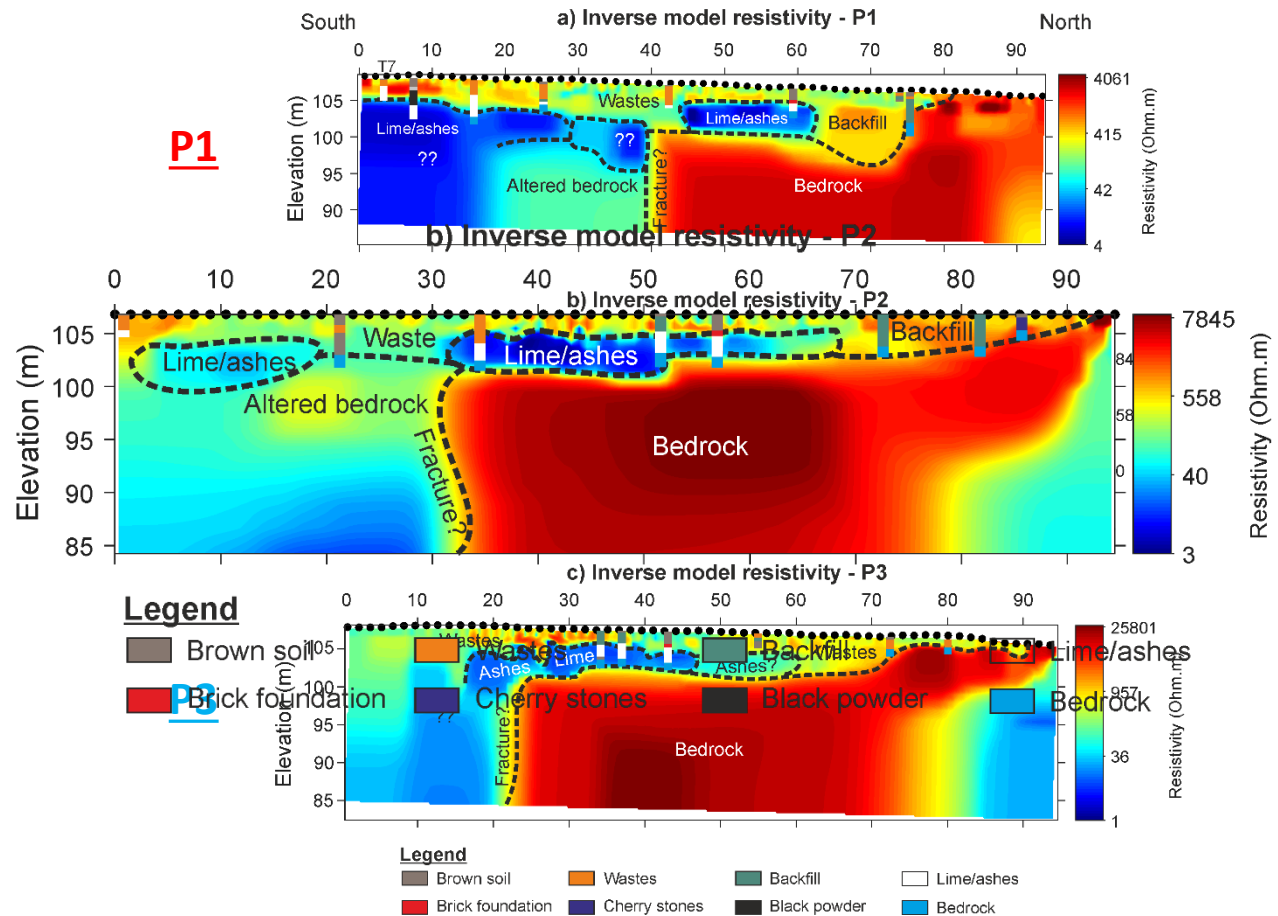 South
a) Inverse model resistivity - P1
North
0 10 20 30 40 50 60 70 80 90
T7
P1
Elevation (m)
105
100
95
90
Wastes
Lime/ashes
??
Lime/ashes
??
Backfill
Altered bedrock
Fracture?
Bedrock
4061
415
42
4
Resistivity (Ohm.m)
b) Inverse model resistivity - P2
0 10 20 30 40 50 60 70 80 90
b) Inverse model resistivity - P2
Elevation (m)
105
100
95
90
85
Waste
Lime/ashes
Lime/ashes
Backfill
Altered bedrock
Fracture?
Bedrock
84
58
0
7845
558
40
3
Resistivity (Ohm.m)
c) Inverse model resistivity - P3
0 10 20 30 40 50 60 70 80 90
P3
Elevation (m)
105
100
95
90
85
Wastes
Ashes
Lime
Ashes?
Wastes
??
Fracture?
Bedrock
25801
957
36
1
Resistivity (Ohm.m)
Legend
Brown soil Wastes Backfill Lime/ashes
Brick foundation Cherry stones Black powder Bedrock
Legend
Brown soil Wastes Backfill Lime/ashes
Brick foundation Cherry stones Black powder Bedrock